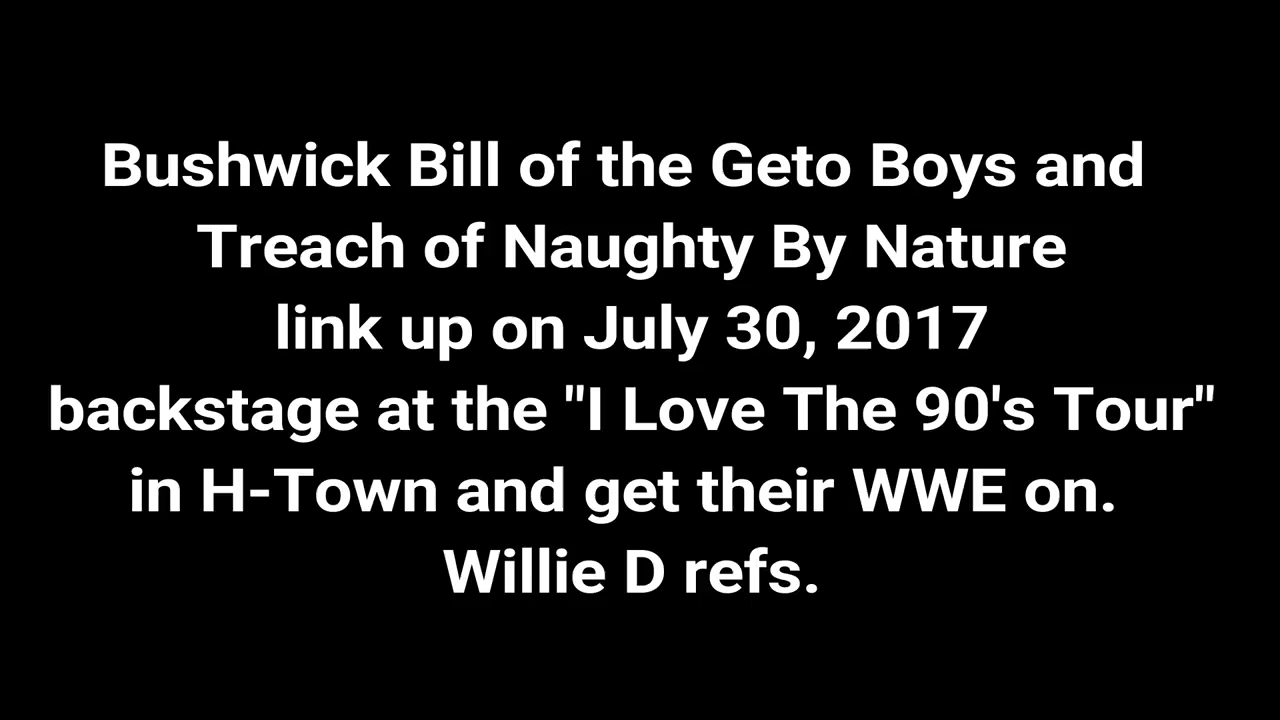 Bushwick Bill of the Geto Boys and
Treach of Naughty By Nature
link up on July 30, 2017
backstage at the "I Love The 90's Tour"
in H-Town and get their WWE on.
Willie D refs.